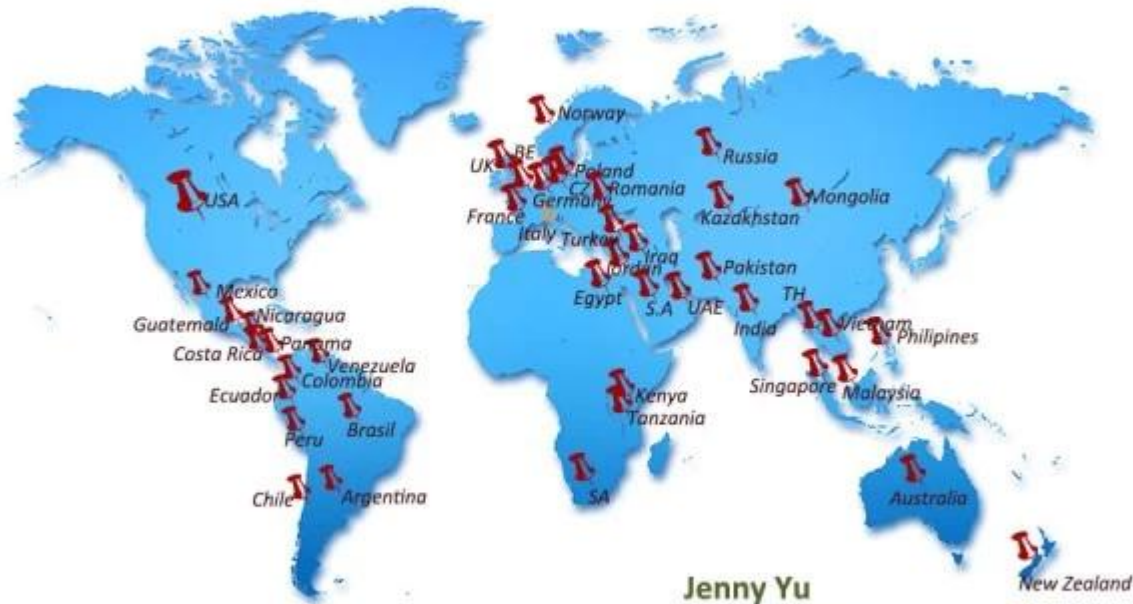 Norway
UK
BE
Poland
Russia
CZ
Romania
Germany
USA
France
Kazakhstan
Mongolia
Italy
Turkey
Iraq
Jordan
Pakistan
Egypt
S.A
UAE
India
TH
Vietnam
Philipines
Mexico
Guatemala
Nicaragua
Costa Rica
Panama
Venezuela
Colombia
Ecuador
Singapore
Malaysia
Kenya
Tanzania
Peru
Brasil
Chile
Argentina
SA
Australia
New Zealand
Jenny Yu